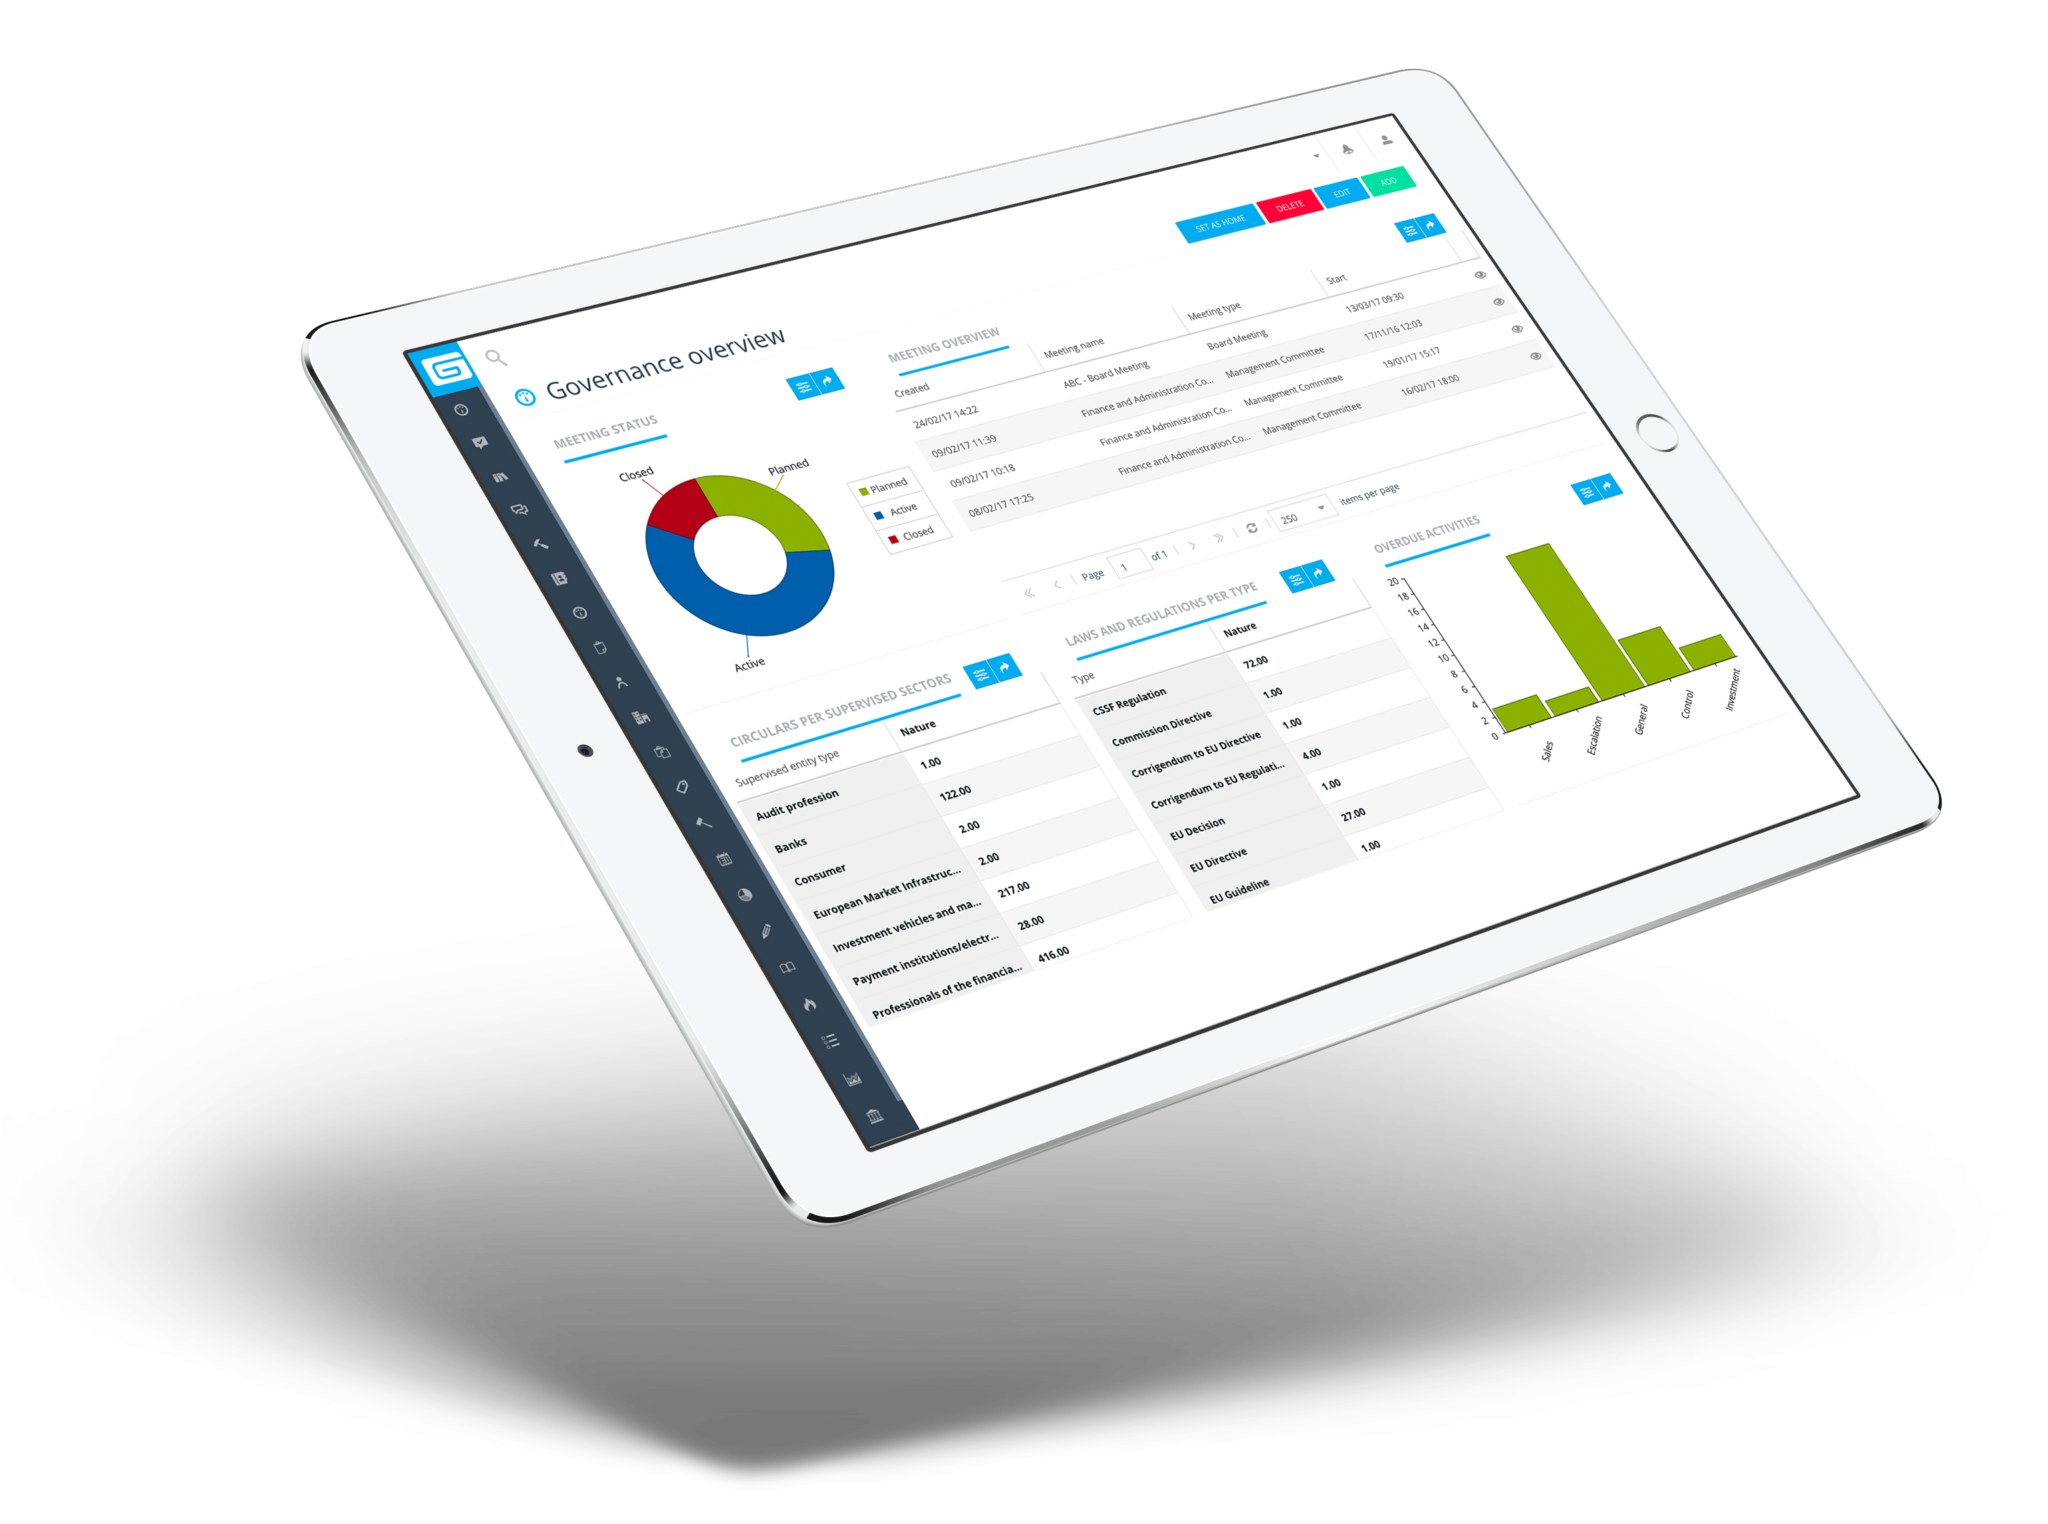 G
SET AS HOME DELETE EDIT ADD
Governance overview
MEETING STATUS
Closed
Planned
Active
Planned
Active
Closed
MEETING OVERVIEW
Created Meeting name Meeting type Start
24/02/17 14:22 ABC - Board Meeting Board Meeting 13/03/17 09:30
09/02/17 11:39 Finance and Administration Co... Management Committee 17/11/16 12:03
09/02/17 10:18 Finance and Administration Co... Management Committee 19/01/17 15:17
08/02/17 17:25 Finance and Administration Co... Management Committee 16/02/17 18:00
Page 1 of 1 250 items per page
CIRCULARS PER SUPERVISED SECTORS
Supervised entity type Nature
Audit profession 1.00
Banks 122.00
Consumer 2.00
European Market Infrastruc... 2.00
Investment vehicles and ma... 217.00
Payment institutions/electr... 28.00
Professionals of the financia... 416.00
LAWS AND REGULATIONS PER TYPE
Type Nature
CSSF Regulation 72.00
Commission Directive 1.00
Corrigendum to EU Directive 1.00
Corrigendum to EU Regulati... 4.00
EU Decision 1.00
EU Directive 27.00
EU Guideline 1.00
OVERDUE ACTIVITIES
20
18
16
14
12
10
8
6
4
2
0
Sales
Escalation
General
Control
Investment